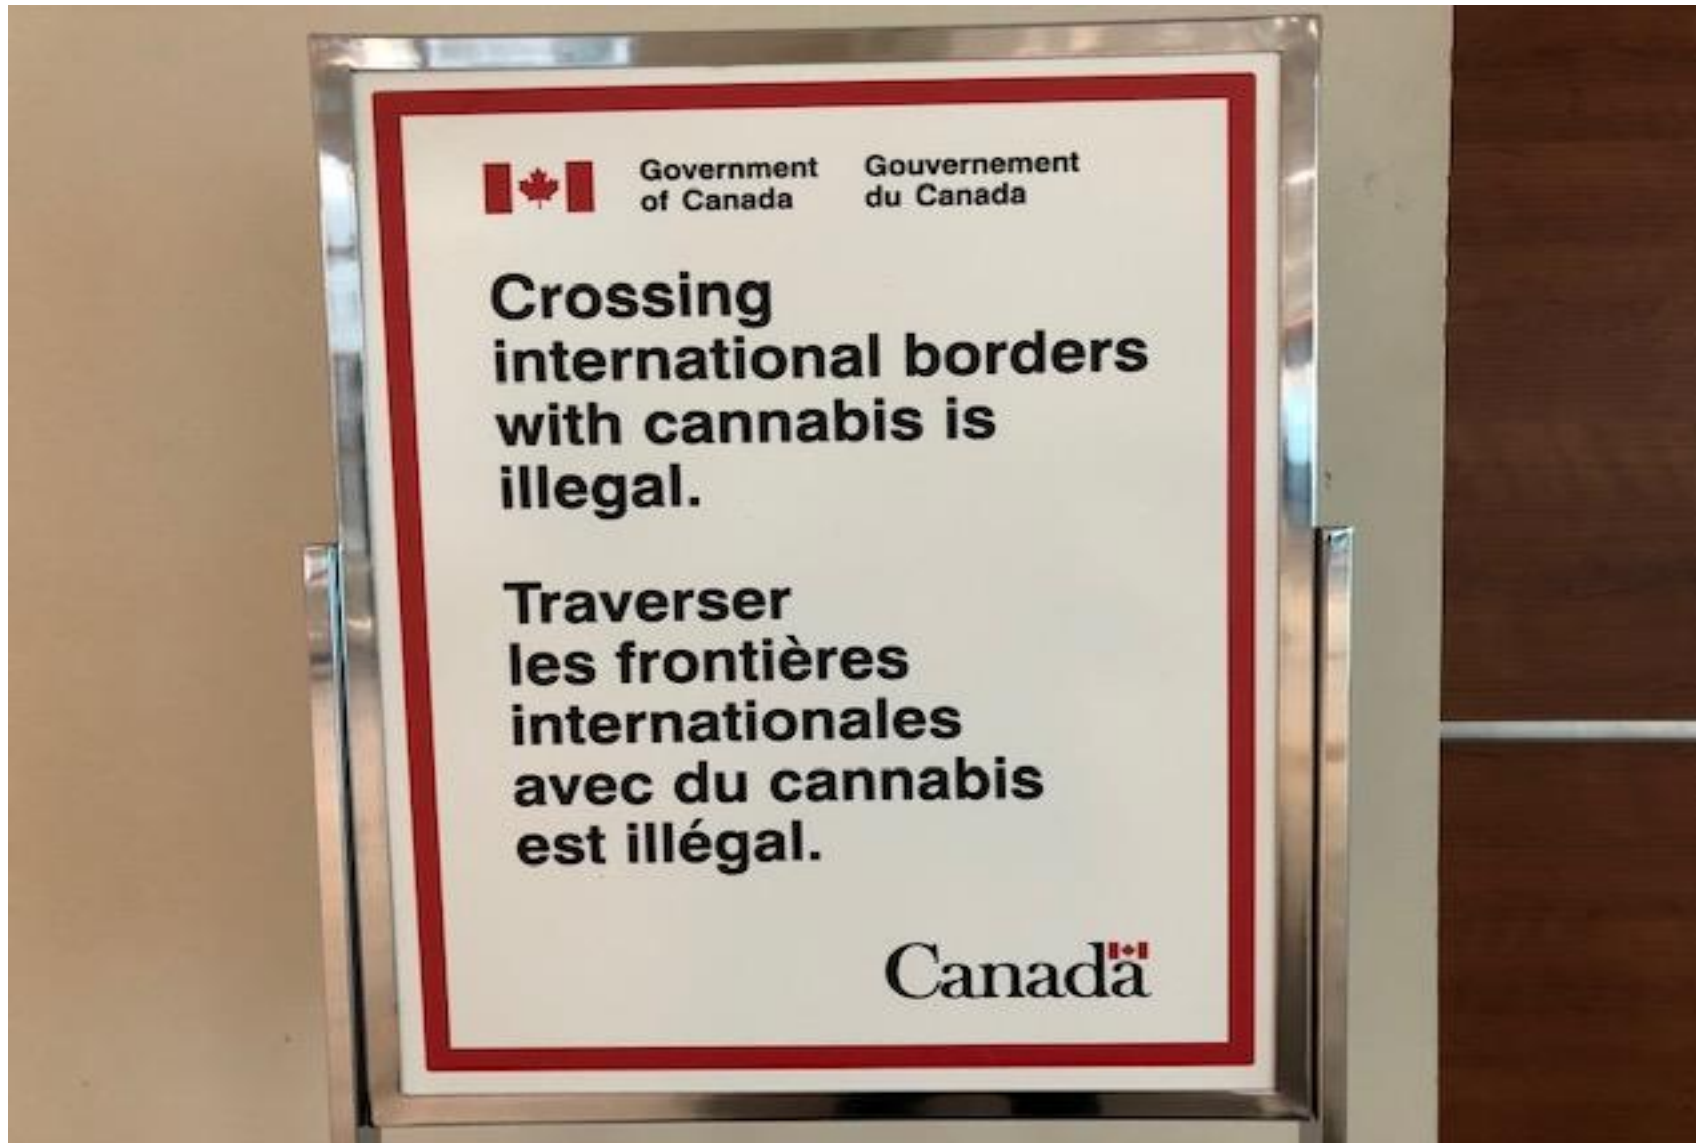 Government
of Canada
Gouvernement
du Canada
Crossing
international borders
with cannabis is
illegal.
Traverser
les frontières
internationales
avec du cannabis
est illégal.
Canada